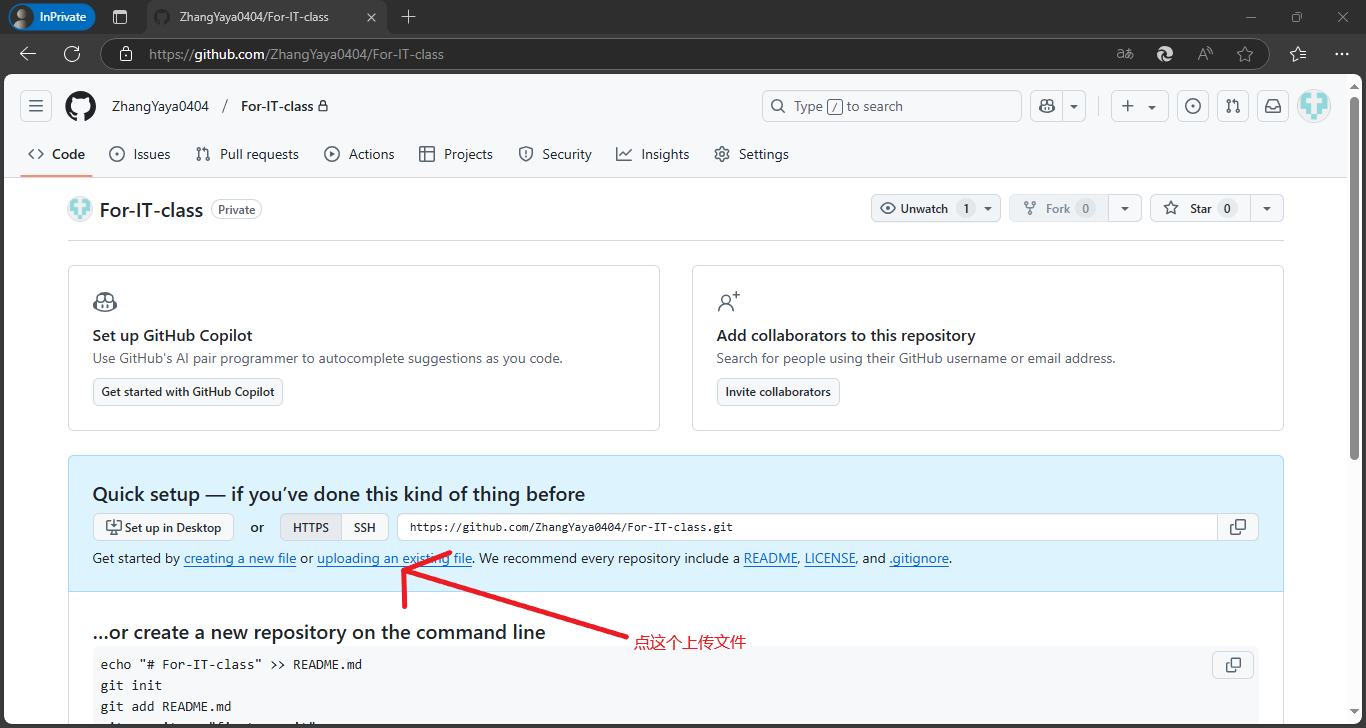 InPrivate
ZhangYaya0404/For-IT-class
https://github.com/ZhangYaya0404/For-IT-class
ZhangYaya0404 / For-IT-class
Type / to search
Code Issues Pull requests Actions Projects Security Insights Settings
For-IT-class Private
Unwatch 1 Fork 0 Star 0
Set up GitHub Copilot
Use GitHub's AI pair programmer to autocomplete suggestions as you code.
Get started with GitHub Copilot
Add collaborators to this repository
Search for people using their GitHub username or email address.
Invite collaborators
Quick setup — if you’ve done this kind of thing before
Set up in Desktop or HTTPS SSH https://github.com/ZhangYaya0404/For-IT-class.git
Get started by creating a new file or uploading an existing file. We recommend every repository include a README, LICENSE, and .gitignore.
点这个上传文件
…or create a new repository on the command line
echo "# For-IT-class" >> README.md
git init
git add README.md